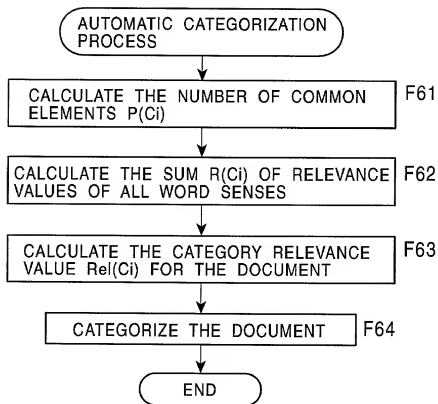 AUTOMATIC CATEGORIZATION
PROCESS
CALCULATE THE NUMBER OF COMMON
ELEMENTS P(Ci)
F61
CALCULATE THE SUM R(Ci) OF RELEVANCE
VALUES OF ALL WORD SENSES
F62
CALCULATE THE CATEGORY RELEVANCE
VALUE Rel(Ci) FOR THE DOCUMENT
F63
CATEGORIZE THE DOCUMENT
F64
END